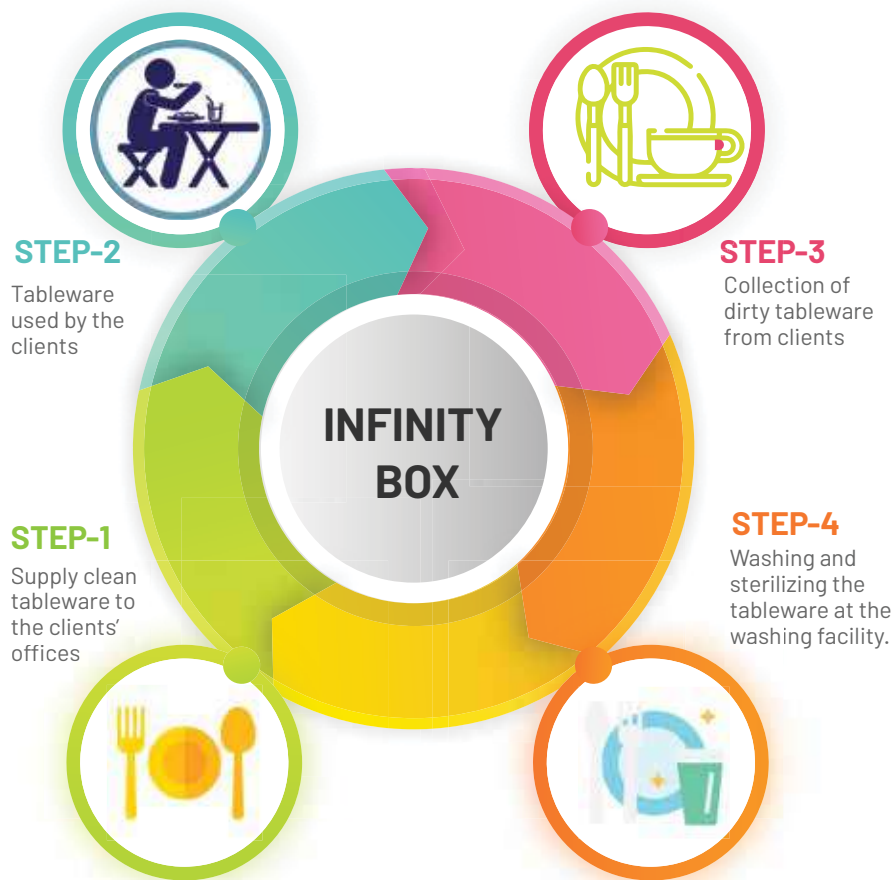 STEP-2
Tableware
used by the
clients
STEP-3
Collection of
dirty tableware
from clients
INFINITY
BOX
STEP-1
Supply clean
tableware to
the clients’
offices
STEP-4
Washing and
sterilizing the
tableware at the
washing facility.